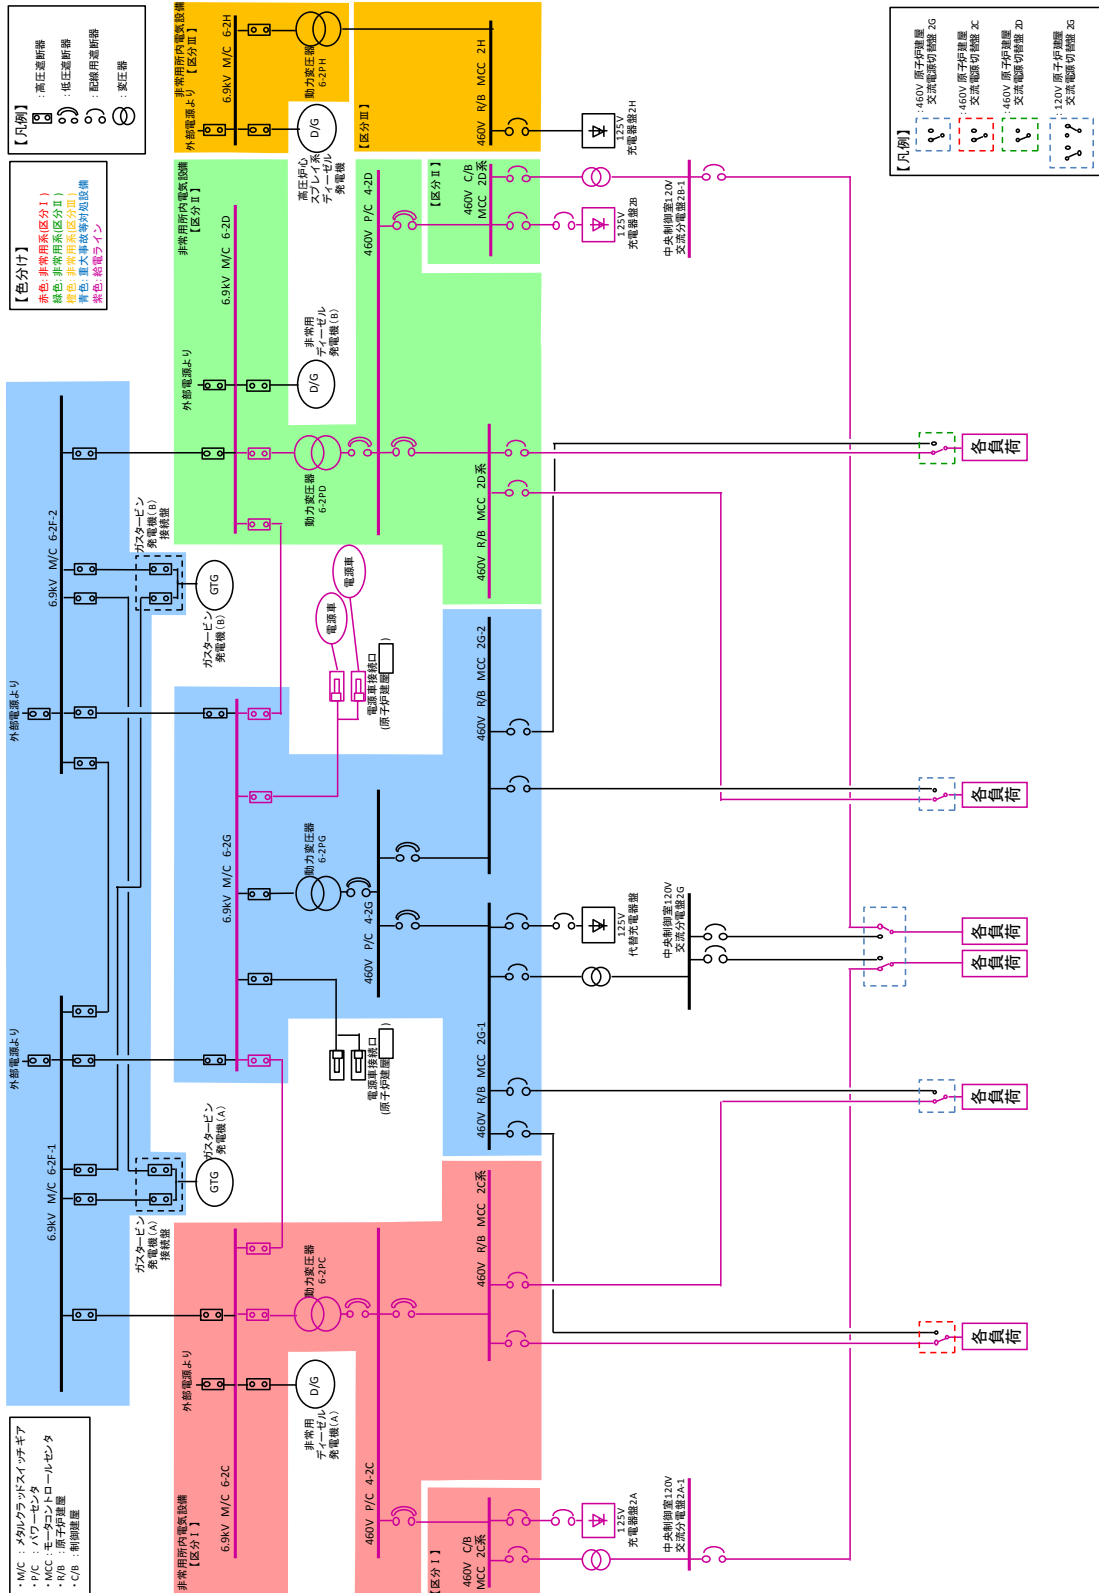 ・M/C ：メタルクラッドスイッチギア
・P/C ：パワーセンタ
・MCC：モータコントロールセンタ
・R/B ：原子炉建屋
・C/B ：制御建屋
【色分け】
赤色：非常用系(区分Ⅰ)
緑色：非常用系(区分Ⅱ)
橙色：非常用系(区分Ⅲ)
青色：重大事故等対処設備
紫色：給電ライン
【凡例】
：高圧遮断器
：低圧遮断器
：配線用遮断器
：変圧器
6.9kV M/C 6-2F-1
外部電源より
ガスタービン
発電機(A)
接続盤
GTG
ガスタービン
発電機(A)
6.9kV M/C 6-2F-2
外部電源より
ガスタービン
発電機(B)
接続盤
GTG
ガスタービン
発電機(B)
非常用所内電気設備
【区分Ⅰ】
6.9kV M/C 6-2C
外部電源より
D/G
非常用
ディーゼル
発電機(A)
動力変圧器
6-2PC
460V P/C 4-2C
【区分Ⅰ】
460V C/B
MCC 2C系
460V R/B MCC 2C系
125V
充電器盤2A
中央制御室120V
交流分電盤2A-1
6.9kV M/C 6-2G
電源車接続口
(原子炉建屋 )
動力変圧器
6-2PG
電源車
電源車
電源車接続口
(原子炉建屋 )
460V P/C 4-2G
460V R/B MCC 2G-1
460V R/B MCC 2G-2
125V
代替充電器盤
中央制御室120V
交流分電盤2G
非常用所内電気設備
【区分Ⅱ】
6.9kV M/C 6-2D
外部電源より
D/G
非常用
ディーゼル
発電機(B)
動力変圧器
6-2PD
460V P/C 4-2D
460V R/B MCC 2D系
【区分Ⅱ】
460V C/B
MCC 2D系
125V
充電器盤2B
中央制御室120V
交流分電盤2B-1
非常用所内電気設備
【区分Ⅲ】
6.9kV M/C 6-2H
外部電源より
D/G
高圧炉心
スプレイ系
ディーゼル
発電機
動力変圧器
6-2PH
【区分Ⅲ】
460V R/B MCC 2H
125V
充電器盤2H
各負荷
各負荷
各負荷
各負荷
各負荷
各負荷
【凡例】
：460V 原子炉建屋
交流電源切替盤 2G
：460V 原子炉建屋
交流電源切替盤 2C
：460V 原子炉建屋
交流電源切替盤 2D
：120V 原子炉建屋
交流電源切替盤 2G